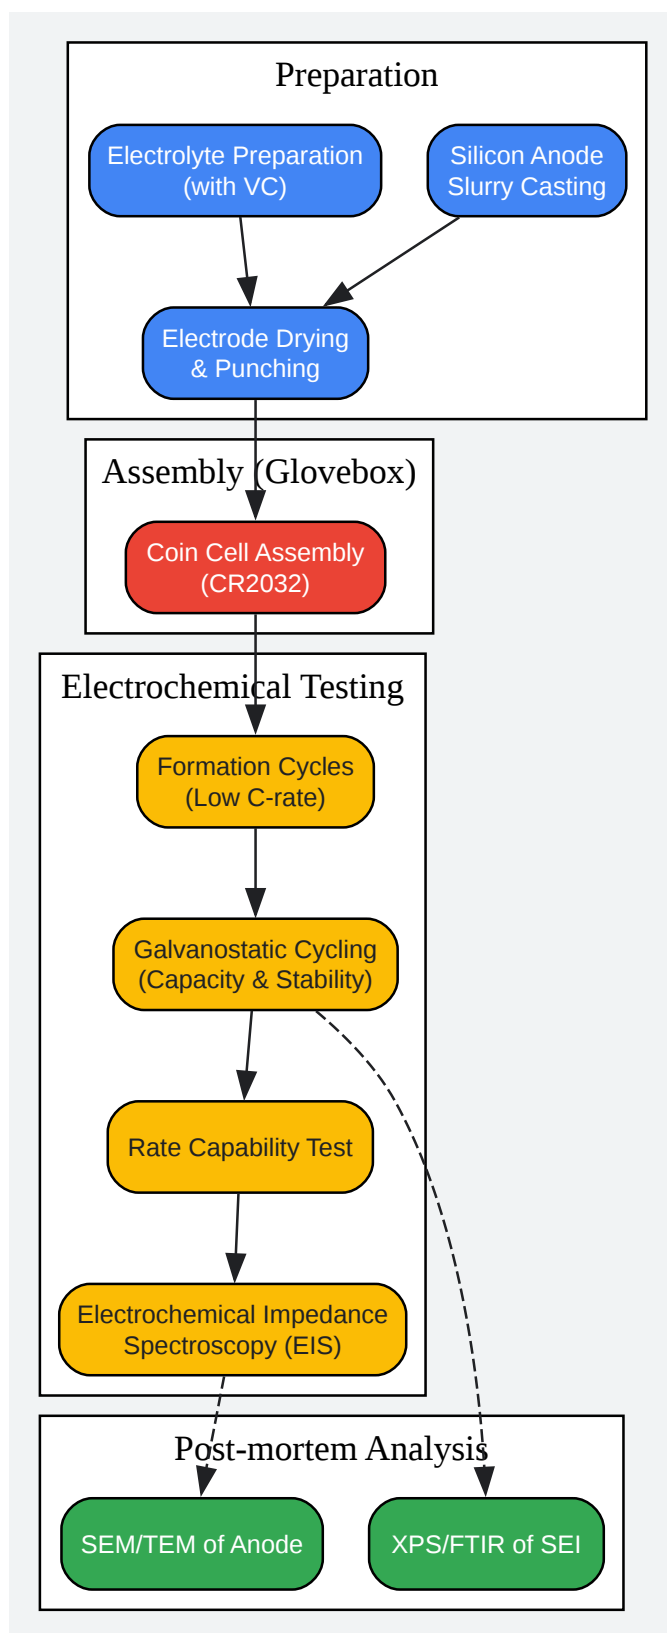 Preparation
Electrolyte Preparation
(with VC)
Silicon Anode
Slurry Casting
Electrode Drying
& Punching
Assembly (Glovebox)
Coin Cell Assembly
(CR2032)
Electrochemical Testing
Formation Cycles
(Low C-rate)
Galvanostatic Cycling
(Capacity & Stability)
Rate Capability Test
Electrochemical Impedance
Spectroscopy (EIS)
Post-mortem Analysis
SEM/TEM of Anode
XPS/FTIR of SEI